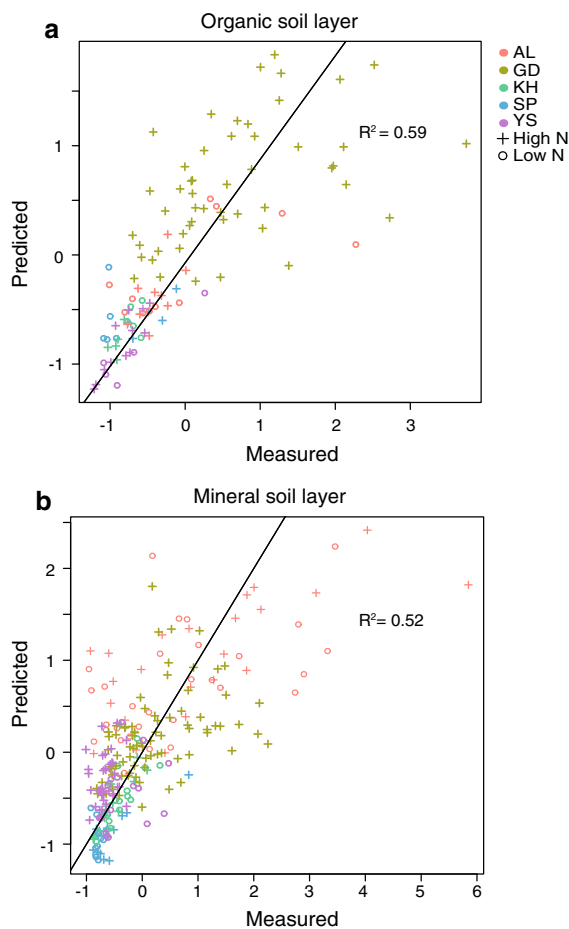 a
Organic soil layer
AL
GD
KH
SP
YS
High N
Low N
R² = 0.59
1
0
-1
Predicted
-1 0 1 2 3
Measured
b
Mineral soil layer
R² = 0.52
2
1
0
-1
Predicted
-1 0 1 2 3 4 5 6
Measured